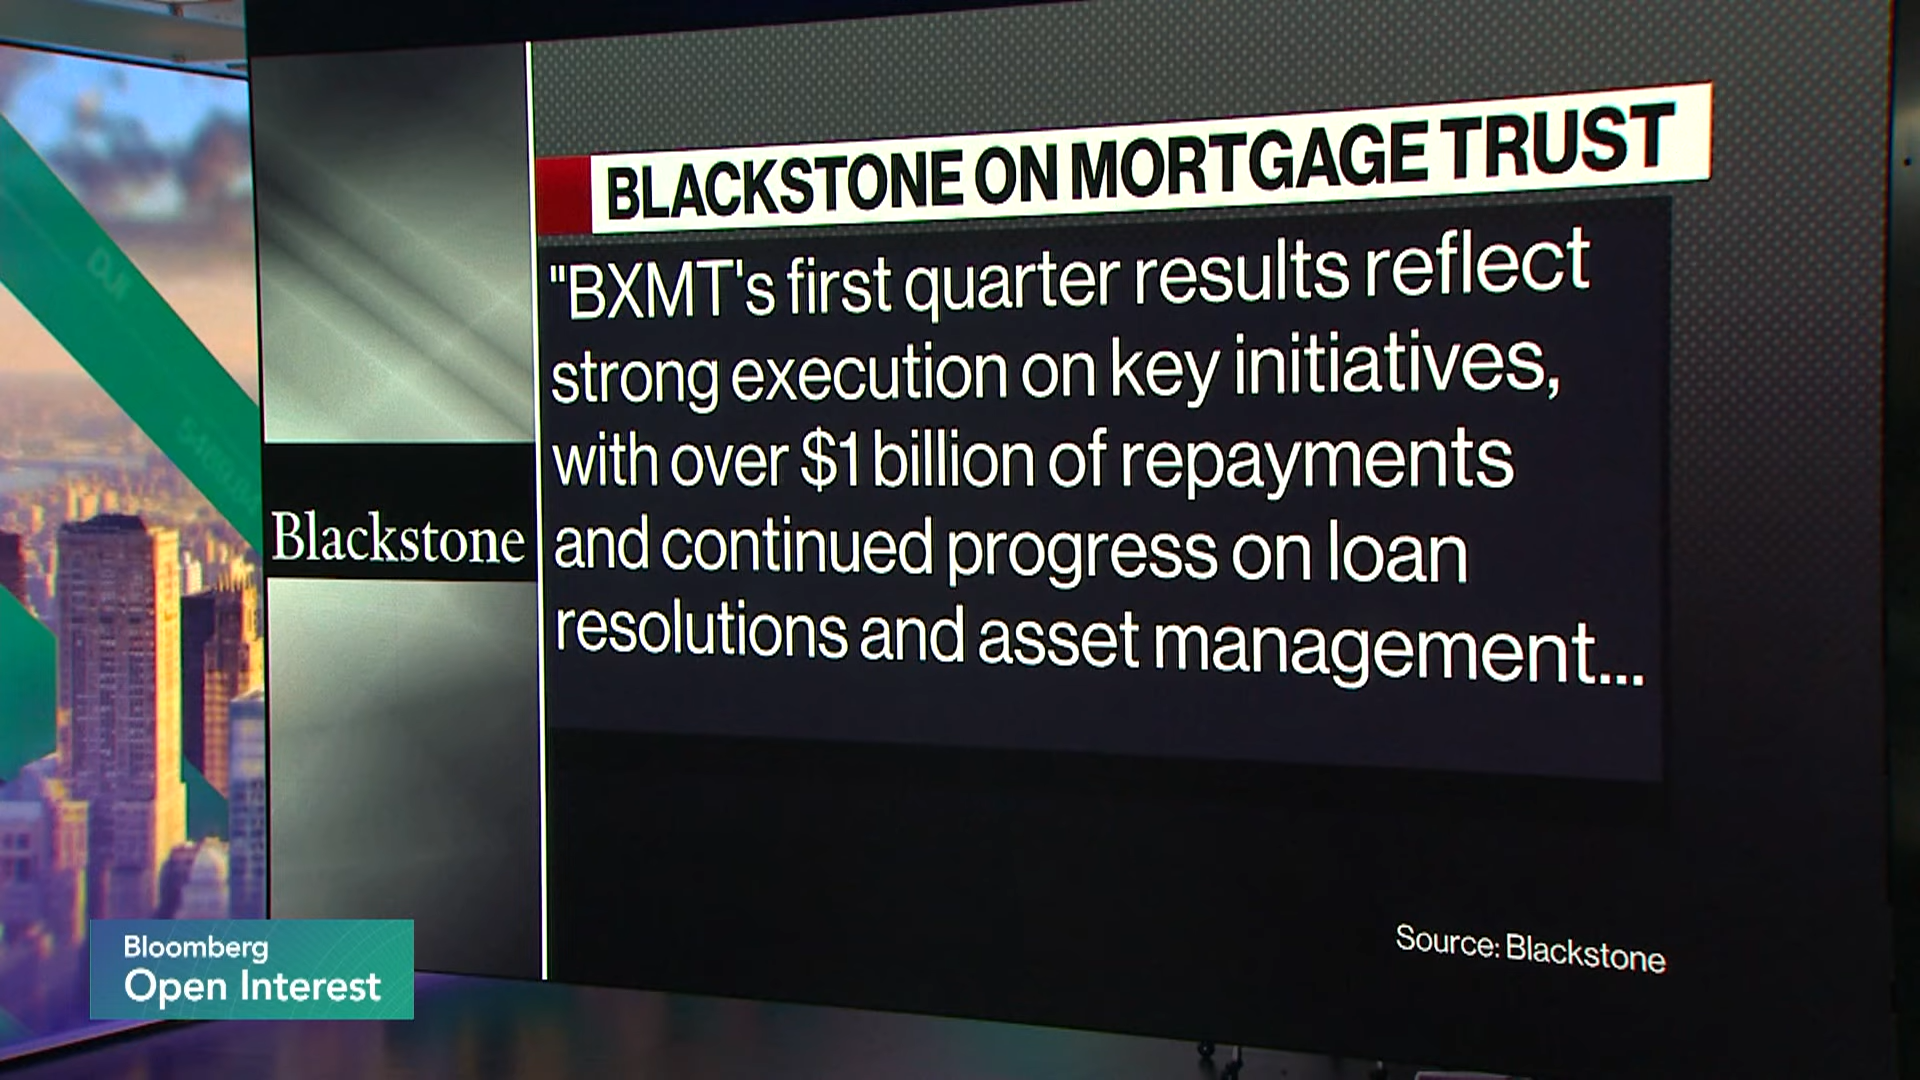 BLACKSTONE ON MORTGAGE TRUST
"BXMT's first quarter results reflect
strong execution on key initiatives,
with over $1 billion of repayments
and continued progress on loan
resolutions and asset management...
Blackstone
Source: Blackstone
Bloomberg
Open Interest
DJI